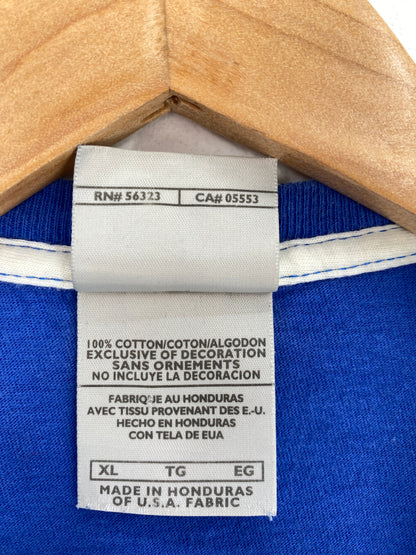 RN# 56323 CA# 05553
100% COTTON/COTON/ALGODON
EXCLUSIVE OF DECORATION
SANS ORNEMENTS
NO INCLUYE LA DECORACION
FABRIQUE AU HONDURAS
AVEC TISSU PROVENANT DES E.-U.
HECHO EN HONDURAS
CON TELA DE EUA
XL TG EG
MADE IN HONDURAS
OF U.S.A. FABRIC